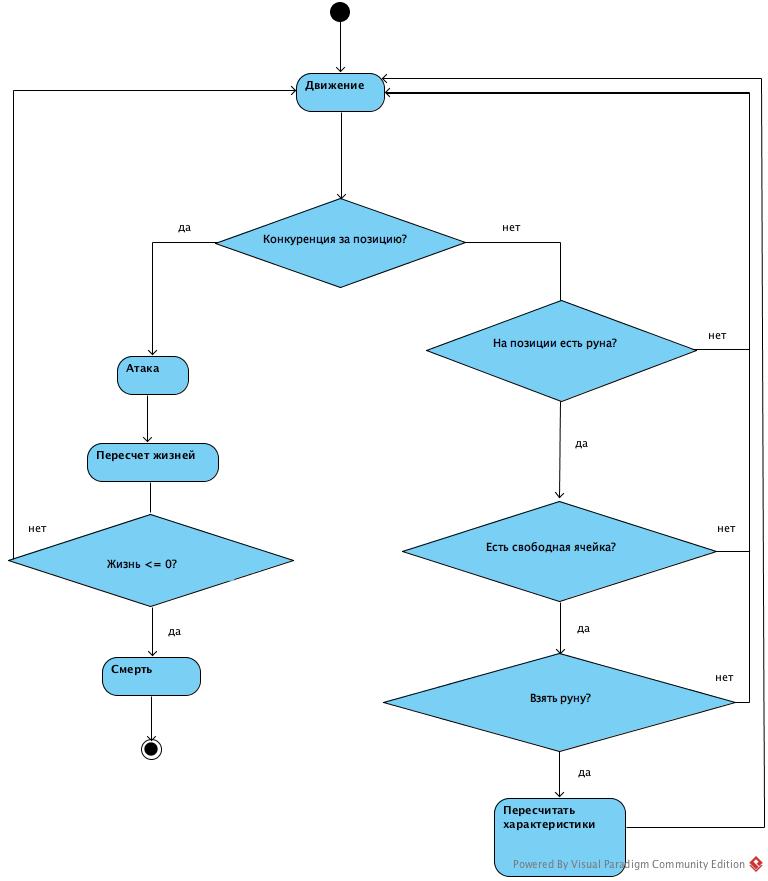 Движение
да
нет
Конкуренция за позицию?
нет
На позиции есть руна?
Атака
да
Пересчет жизней
нет
нет
Есть свободная ячейка?
Жизнь <= 0?
да
да
Смерть
нет
Взять руну?
да
Пересчитать
характеристики
Powered By Visual Paradigm Community Edition